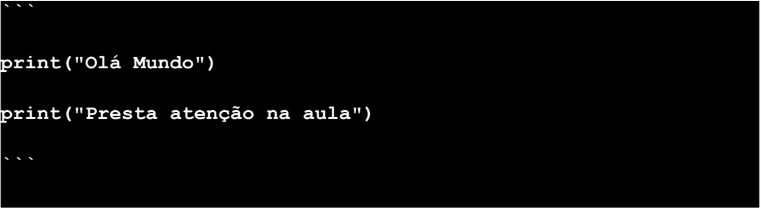 ```
print("Olá Mundo")
print("Presta atenção na aula")
```